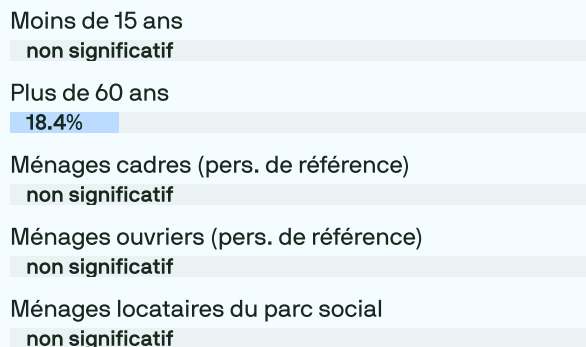 Moins de 15 ans
non significatif
Plus de 60 ans
18.4%
Ménages cadres (pers. de référence)
non significatif
Ménages ouvriers (pers. de référence)
non significatif
Ménages locataires du parc social
non significatif